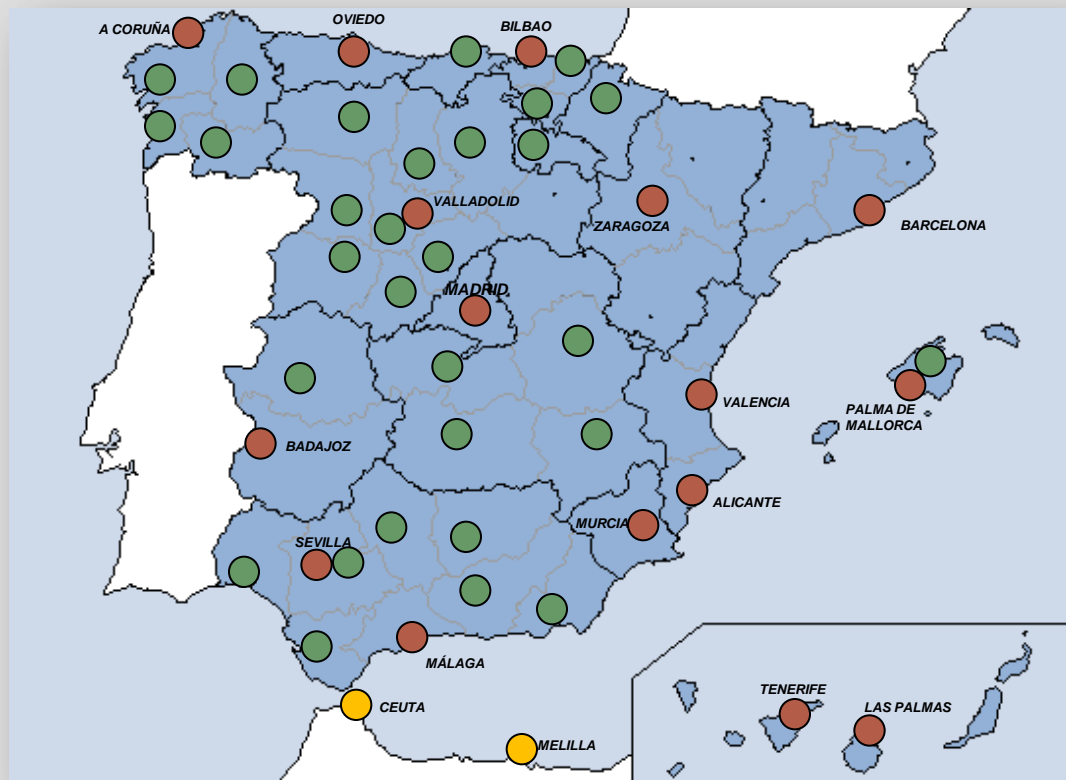 OVIEDO
A CORUÑA
BILBAO
VALLADOLID
ZARAGOZA
BARCELONA
MADRID
VALENCIA
PALMA DE
MALLORCA
BADAJOZ
ALICANTE
MURCIA
SEVILLA
MÁLAGA
TENERIFE
LAS PALMAS
CEUTA
MELILLA